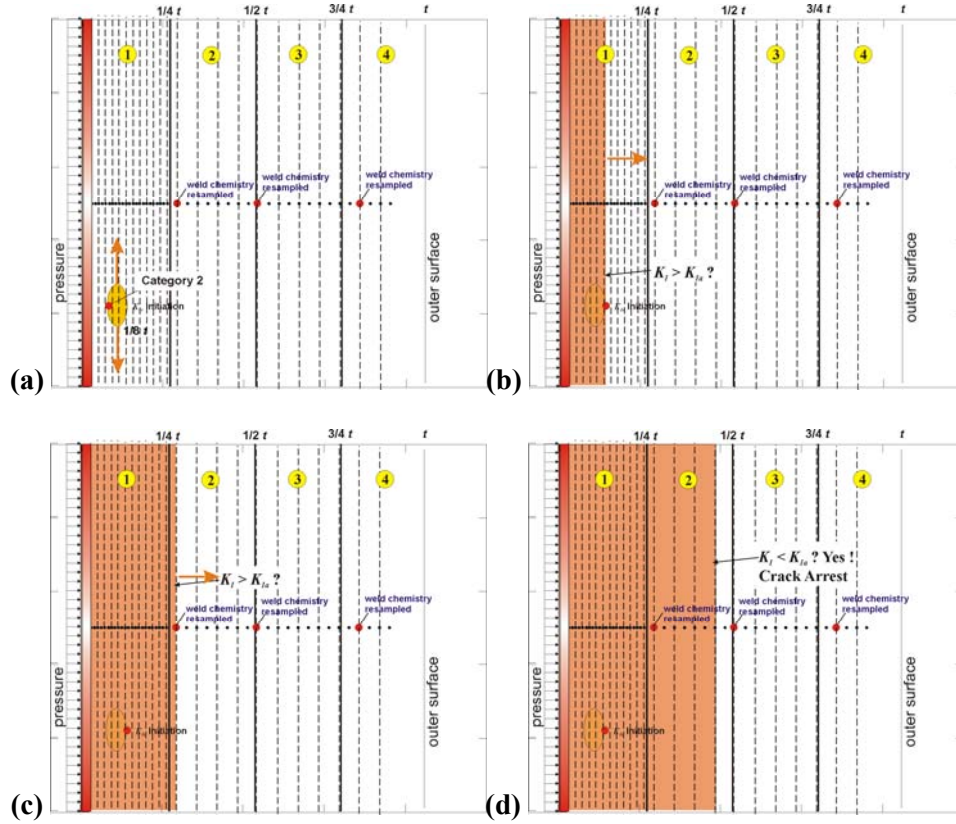 1/4 t 1/2 t 3/4 t t
1 2 3 4
weld chemistry
resampled
weld chemistry
resampled
weld chemistry
resampled
Category 2
Initiation
1/8 t
pressure
outer surface
(a)
1/4 t 1/2 t 3/4 t t
1 2 3 4
weld chemistry
resampled
weld chemistry
resampled
weld chemistry
resampled
K_I > K_Ia ?
Initiation
pressure
outer surface
(b)
1/4 t 1/2 t 3/4 t t
1 2 3 4
K_I > K_Ia ?
weld chemistry
resampled
weld chemistry
resampled
weld chemistry
resampled
Initiation
pressure
outer surface
(c)
1/4 t 1/2 t 3/4 t t
1 2 3 4
K_I < K_Ia ? Yes !
Crack Arrest
weld chemistry
resampled
weld chemistry
resampled
weld chemistry
resampled
Initiation
pressure
outer surface
(d)